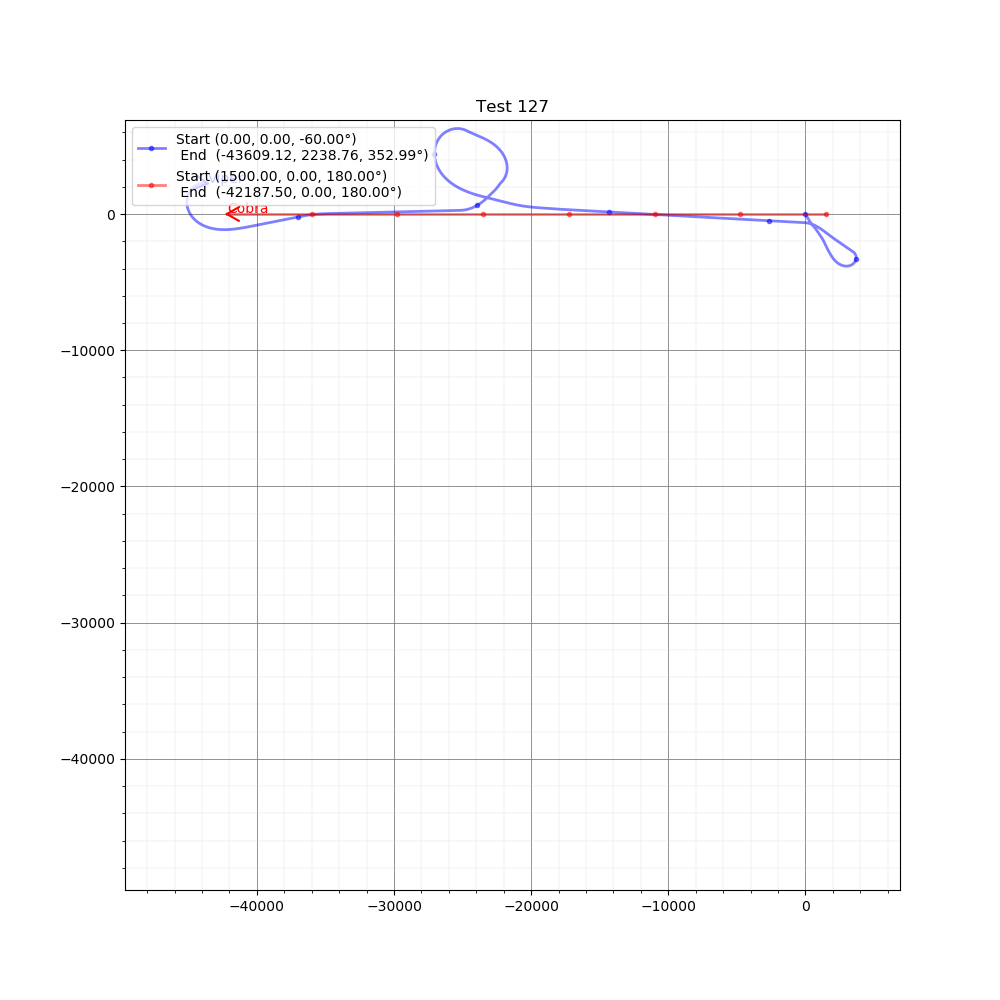 Test 127
Start (0.00, 0.00, -60.00°)
End (-43609.12, 2238.76, 352.99°)
Start (1500.00, 0.00, 180.00°)
End (-42187.50, 0.00, 180.00°)
Cobra
0
−10000
−20000
−30000
−40000
−40000 −30000 −20000 −10000 0